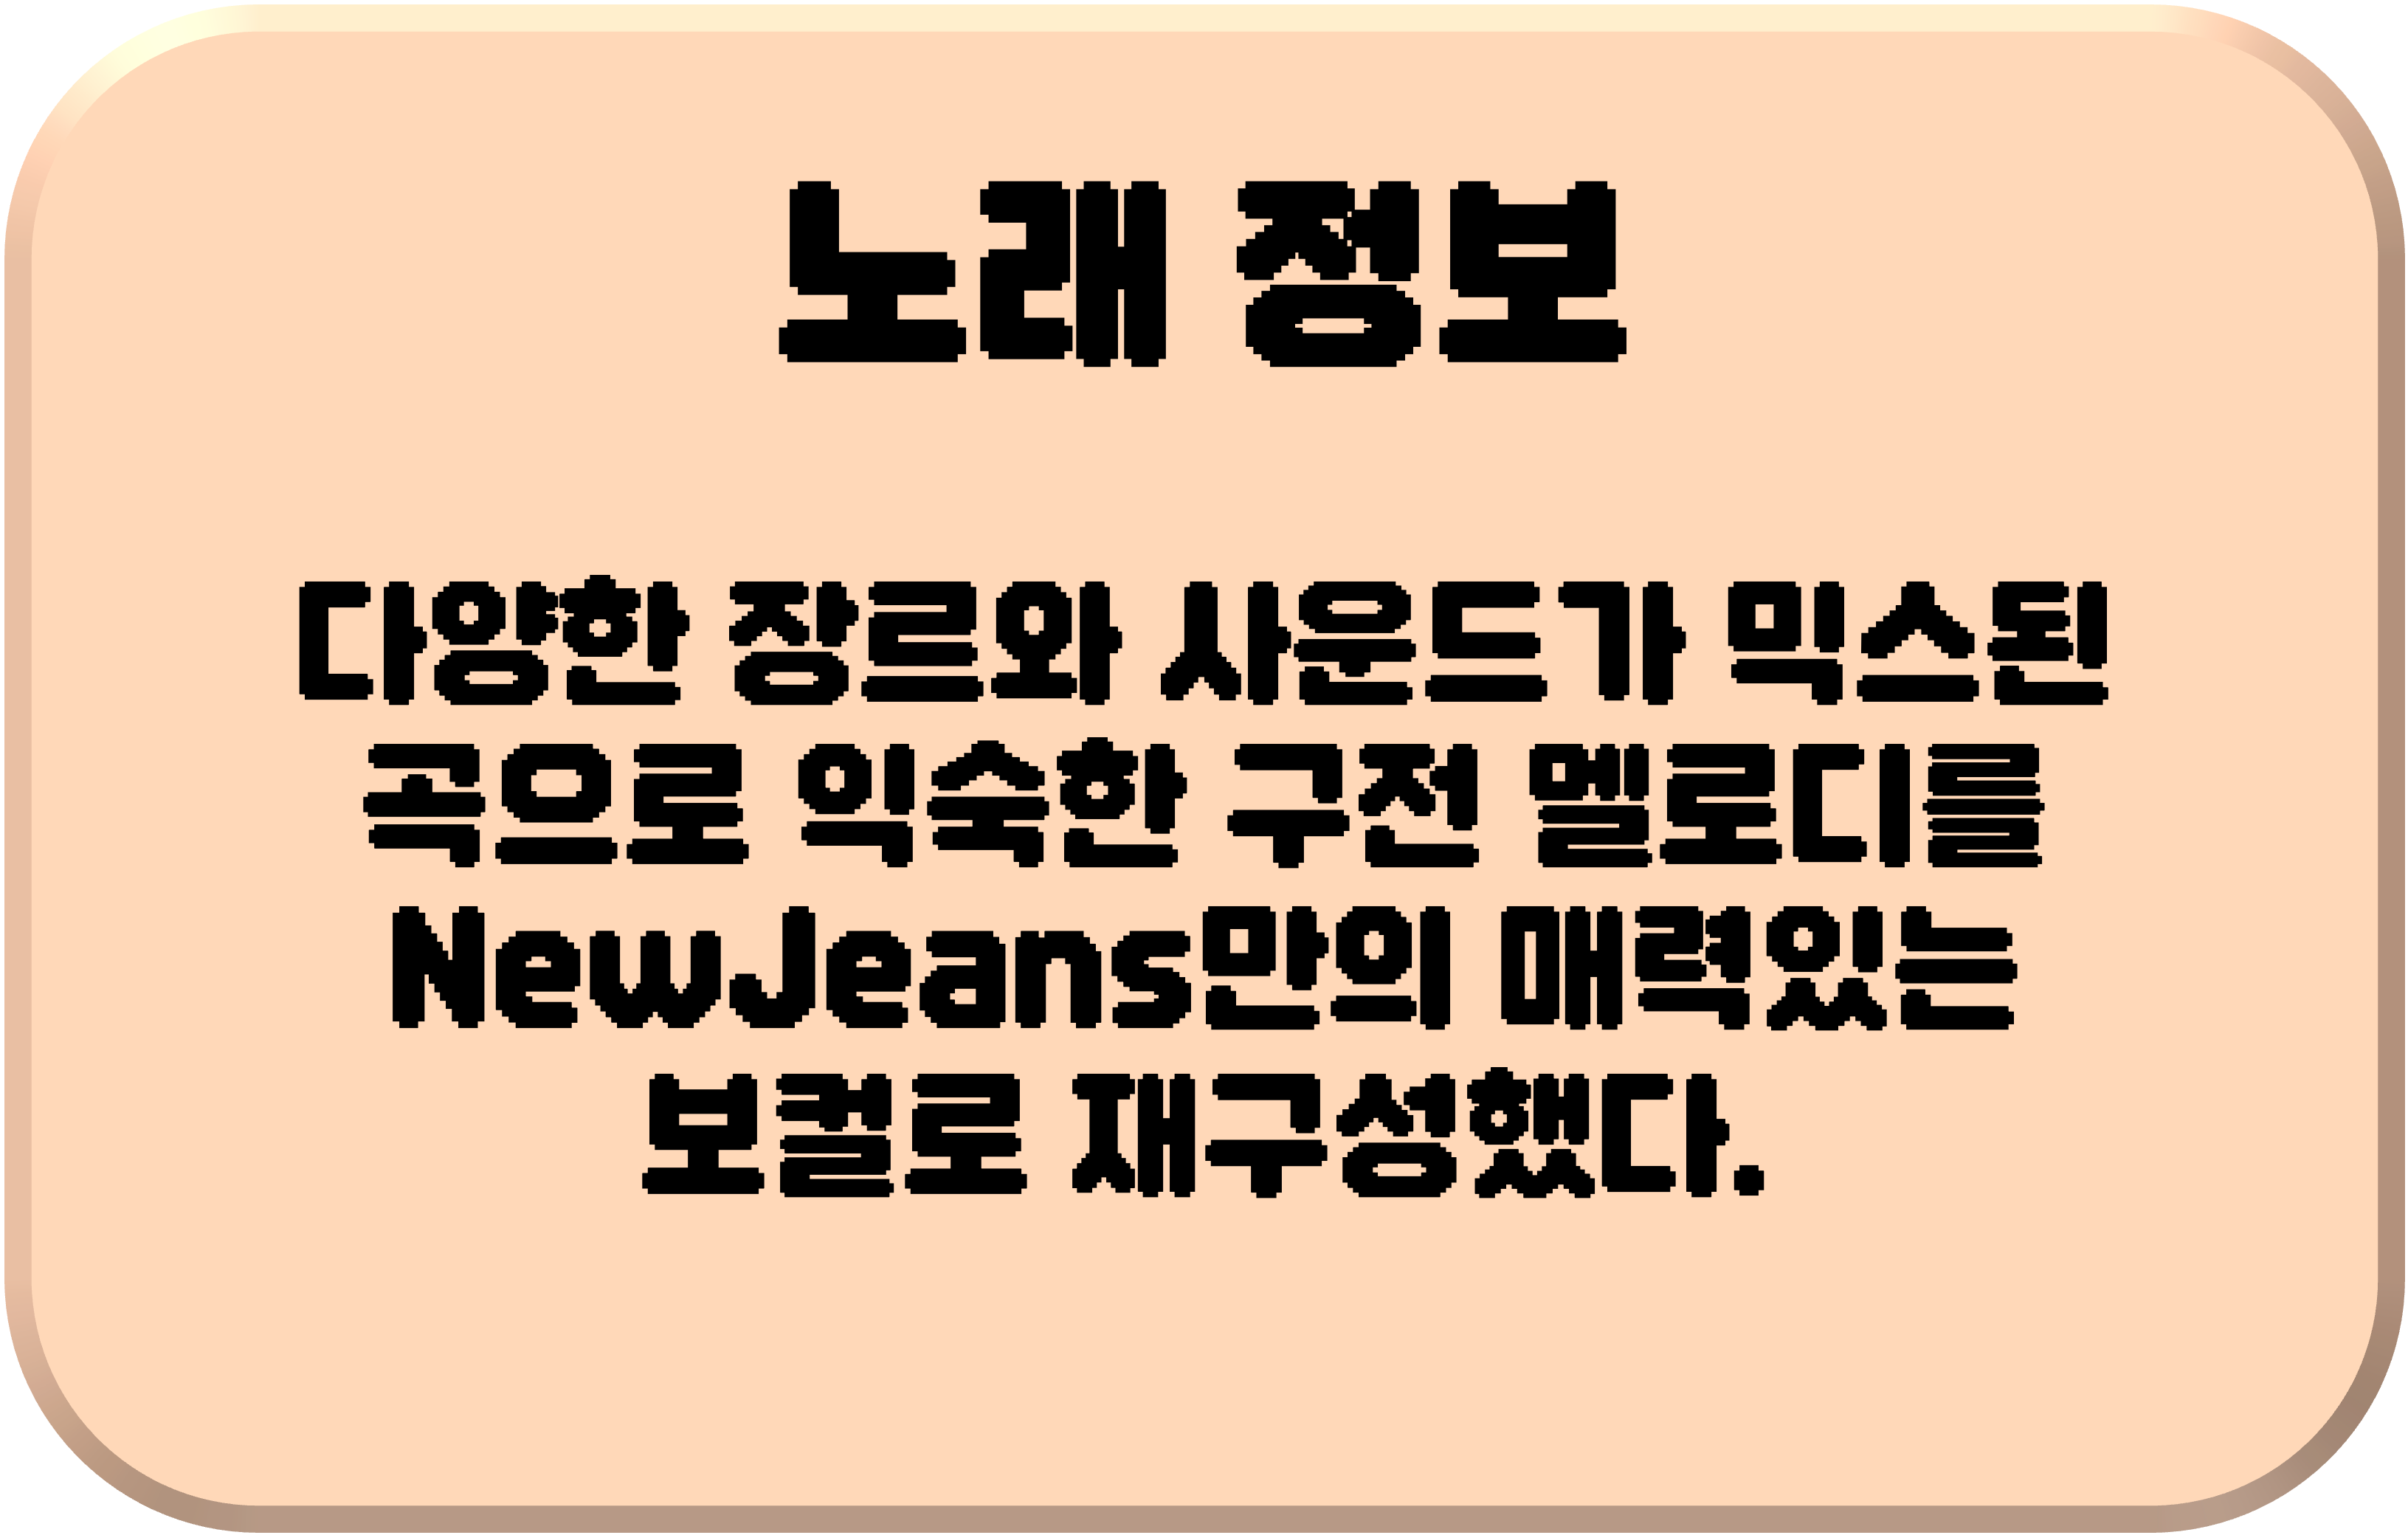 노래 정보
다양한 장르와 사운드가 믹스된
곡으로 익숙한 구전 멜로디를
NewJeans만의 매력있는
보컬로 재구성했다.